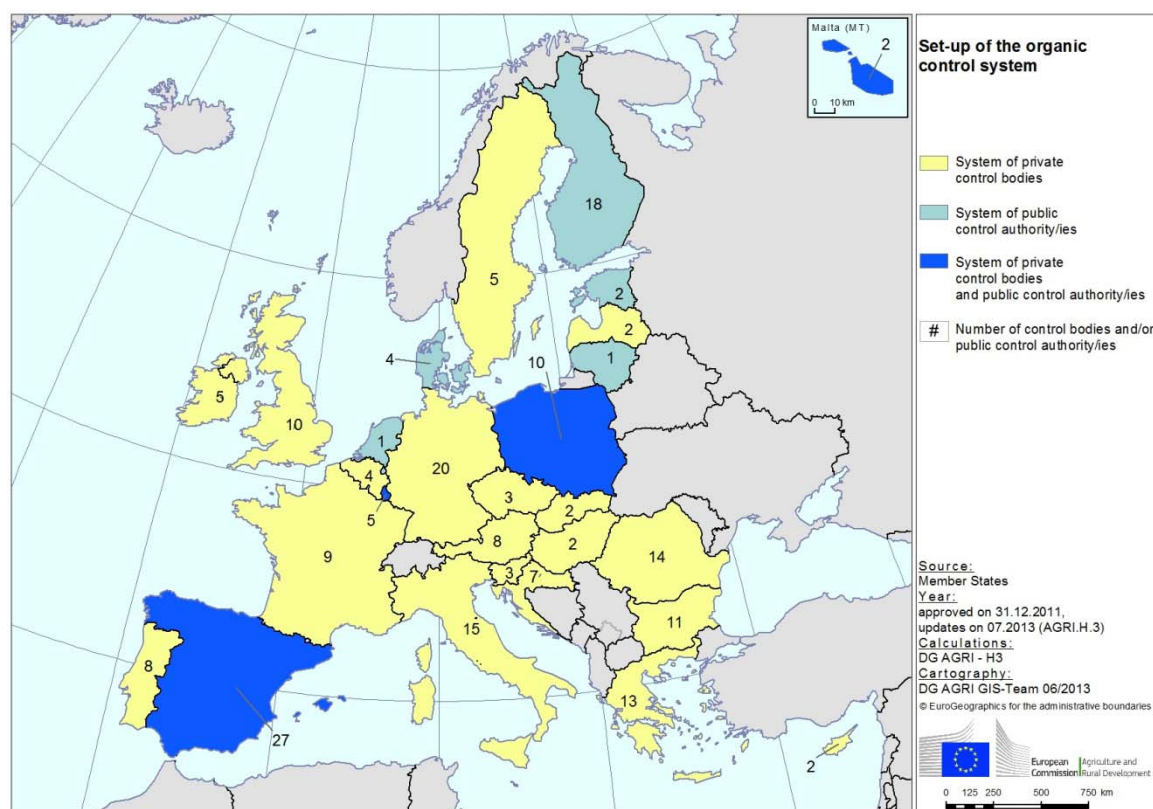 Malta (MT)
2
0 10 km
18
5
2
2
4
10
1
5
10
1
4
20
5
3
2
8
2
14
9
3
7
15
11
8
13
27
2
Set-up of the organic
control system
System of private
control bodies
System of public
control authority/ies
System of private
control bodies
and public control authority/ies
# Number of control bodies and/or
public control authority/ies
Source:
Member States
Year:
approved on 31.12.2011,
updates on 07.2013 (AGRI.H.3)
Calculations:
DG AGRI - H3
Cartography:
DG AGRI GIS-Team 06/2013
© EuroGeographics for the administrative boundaries
European
Commission
Agriculture and
Rural Development
0 125 250 500 750 km